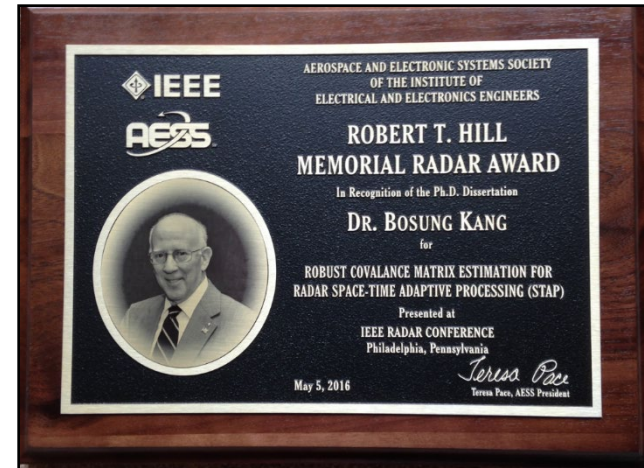 IEEE
AESS
AEROSPACE AND ELECTRONIC SYSTEMS SOCIETY
OF THE INSTITUTE OF
ELECTRICAL AND ELECTRONICS ENGINEERS
ROBERT T. HILL
MEMORIAL RADAR AWARD
In Recognition of the Ph.D. Dissertation
DR. BOSUNG KANG
for
ROBUST COVALANCE MATRIX ESTIMATION FOR
RADAR SPACE-TIME ADAPTIVE PROCESSING (STAP)
Presented at
IEEE RADAR CONFERENCE
Philadelphia, Pennsylvania
May 5, 2016
Teresa Pace
Teresa Pace, AESS President